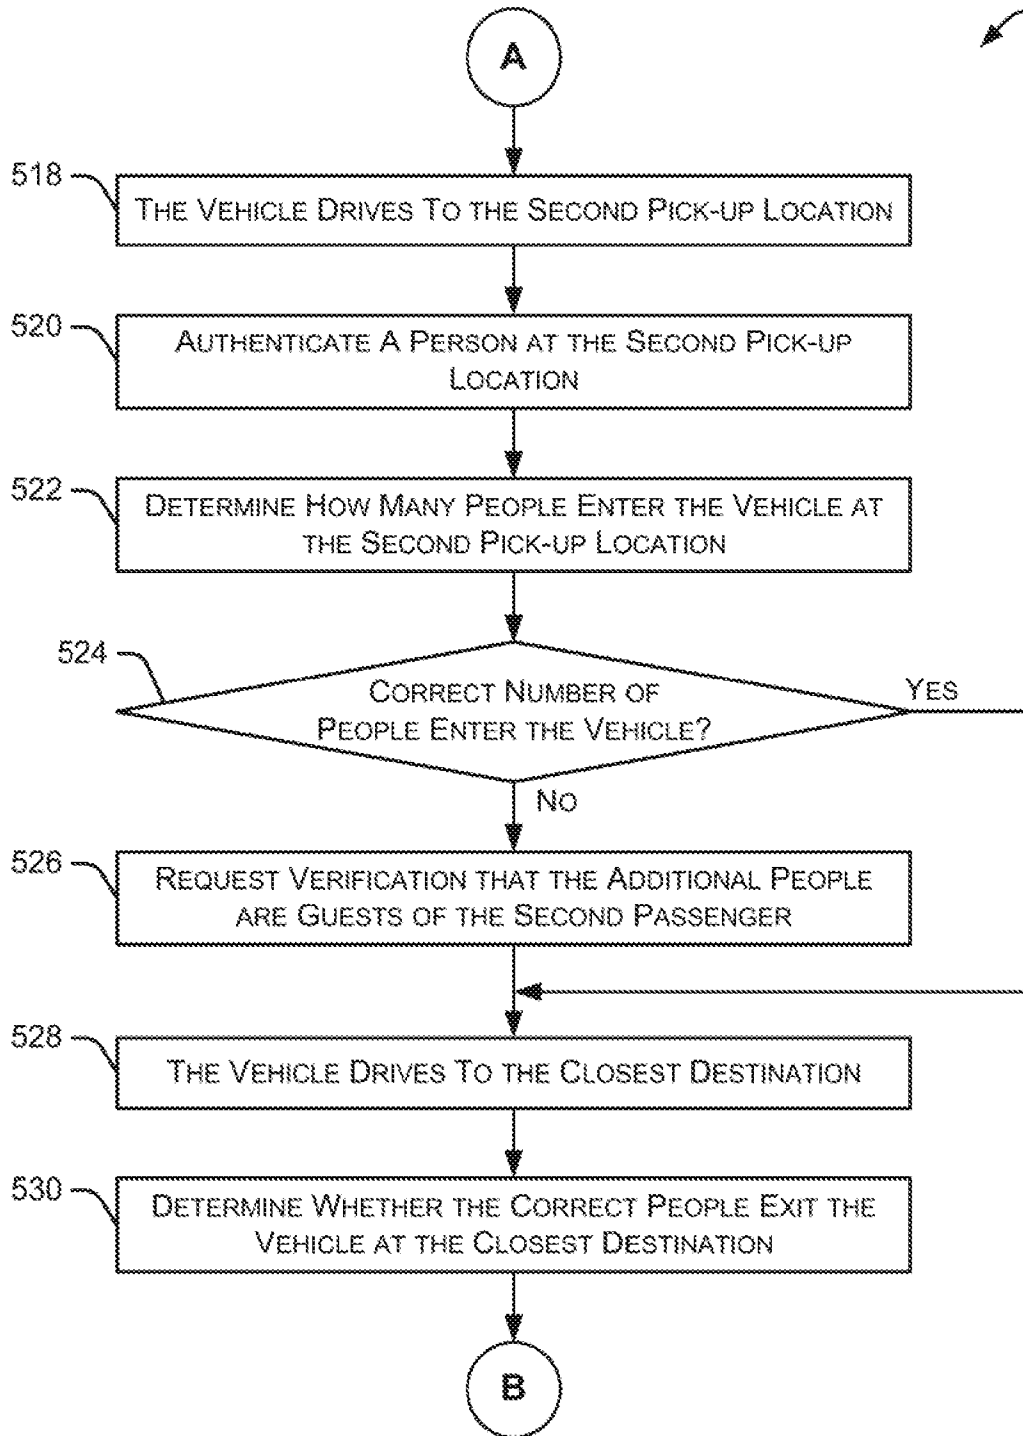 A
518
THE VEHICLE DRIVES TO THE SECOND PICK-UP LOCATION
520
AUTHENTICATE A PERSON AT THE SECOND PICK-UP
LOCATION
522
DETERMINE HOW MANY PEOPLE ENTER THE VEHICLE AT
THE SECOND PICK-UP LOCATION
524
CORRECT NUMBER OF
PEOPLE ENTER THE VEHICLE?
YES
NO
526
REQUEST VERIFICATION THAT THE ADDITIONAL PEOPLE
ARE GUESTS OF THE SECOND PASSENGER
528
THE VEHICLE DRIVES TO THE CLOSEST DESTINATION
530
DETERMINE WHETHER THE CORRECT PEOPLE EXIT THE
VEHICLE AT THE CLOSEST DESTINATION
B